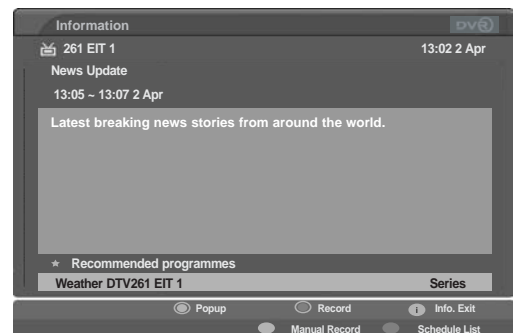 Information DVR
261 EIT 1 13:02 2 Apr
News Update
13:05 ~ 13:07 2 Apr
Latest breaking news stories from around the world.
★ Recommended programmes
Weather DTV261 EIT 1 Series
Popup Record i Info. Exit
Manual Record Schedule List